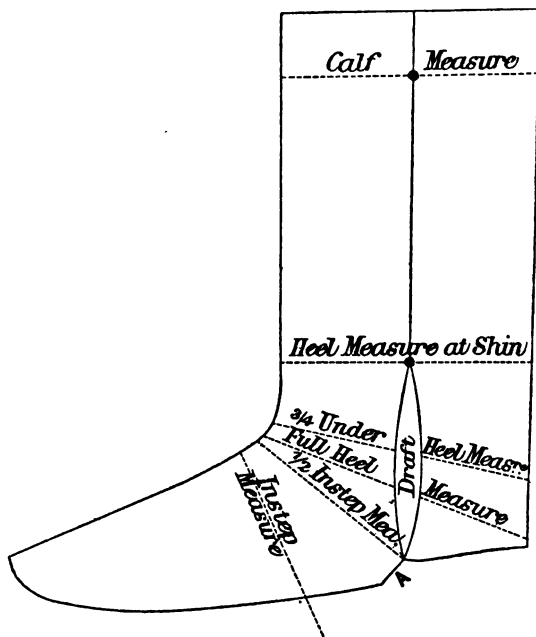 Calf Measure
Heel Measure at Shin
3/4 Under Heel Measre
Full Heel Measure
1/2 Instep Mea.
Draft
Instep
Measure
A